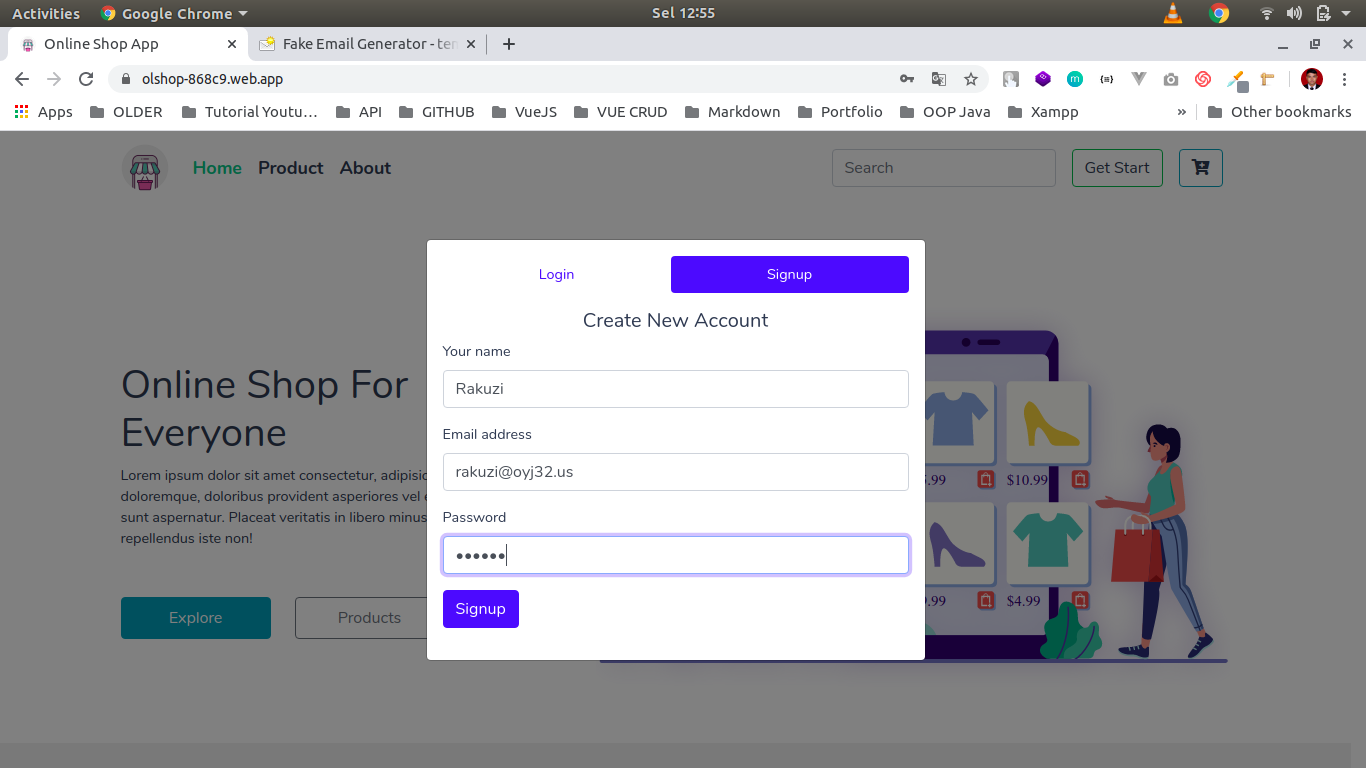 Activities Google Chrome Sel 12:55
Online Shop App Fake Email Generator - ten
olshop-868c9.web.app
Apps OLDER Tutorial Youtu… API GITHUB VueJS VUE CRUD Markdown Portfolio OOP Java Xampp » Other bookmarks
Home Product About Search Get Start
Login Signup
Create New Account
Your name
Rakuzi
Email address
rakuzi@oyj32.us
Password
••••••
Signup
Online Shop For
Everyone
Lorem ipsum dolor sit amet consectetur, adipisic
doloremque, doloribus provident asperiores vel e
sunt aspernatur. Placeat veritatis in libero minus
repellendus iste non!
Explore Products
.99 $10.99
.99 $4.99